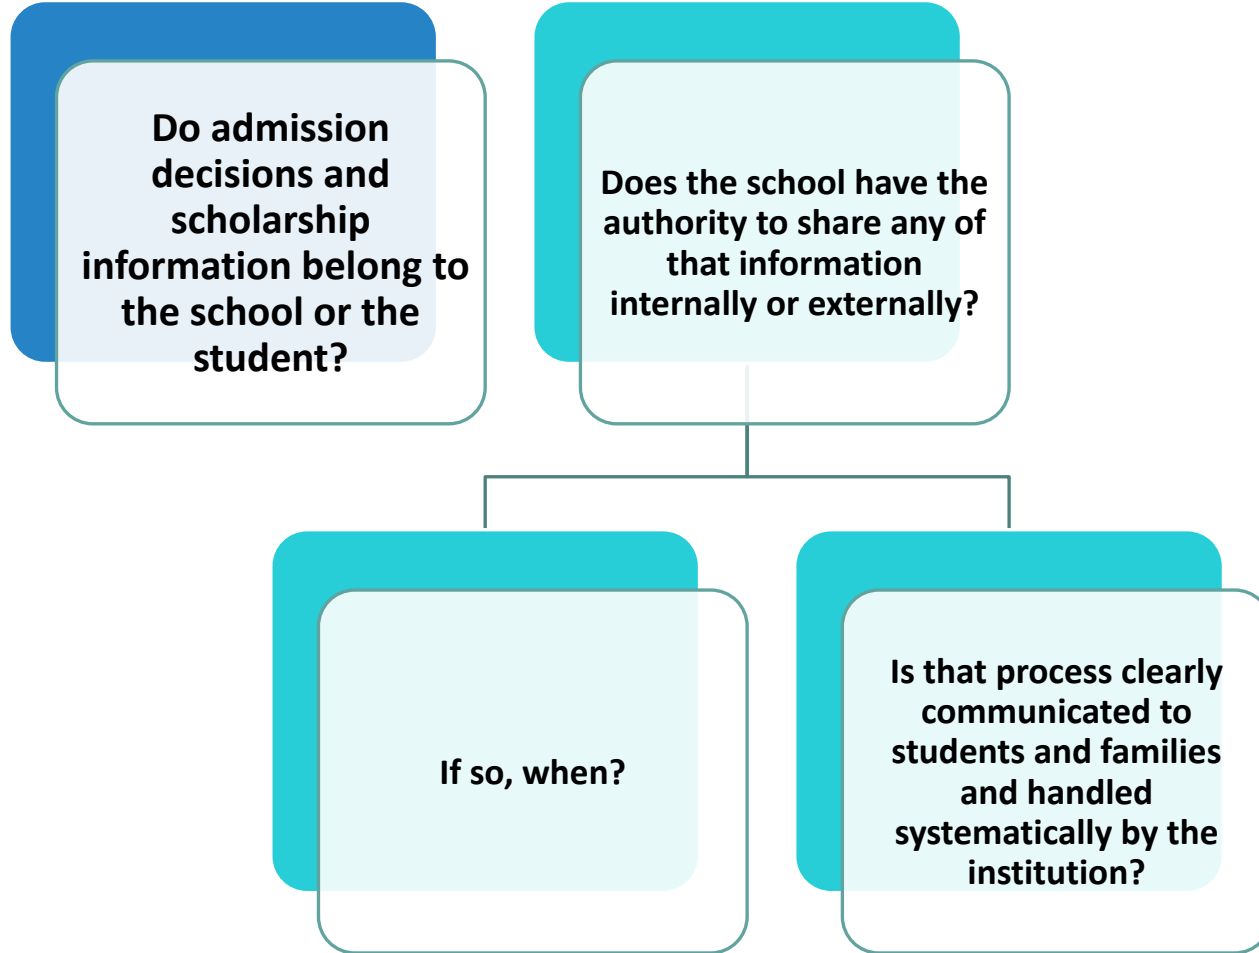 Do admission
decisions and
scholarship
information belong to
the school or the
student?
Does the school have the
authority to share any of
that information
internally or externally?
If so, when?
Is that process clearly
communicated to
students and families
and handled
systematically by the
institution?